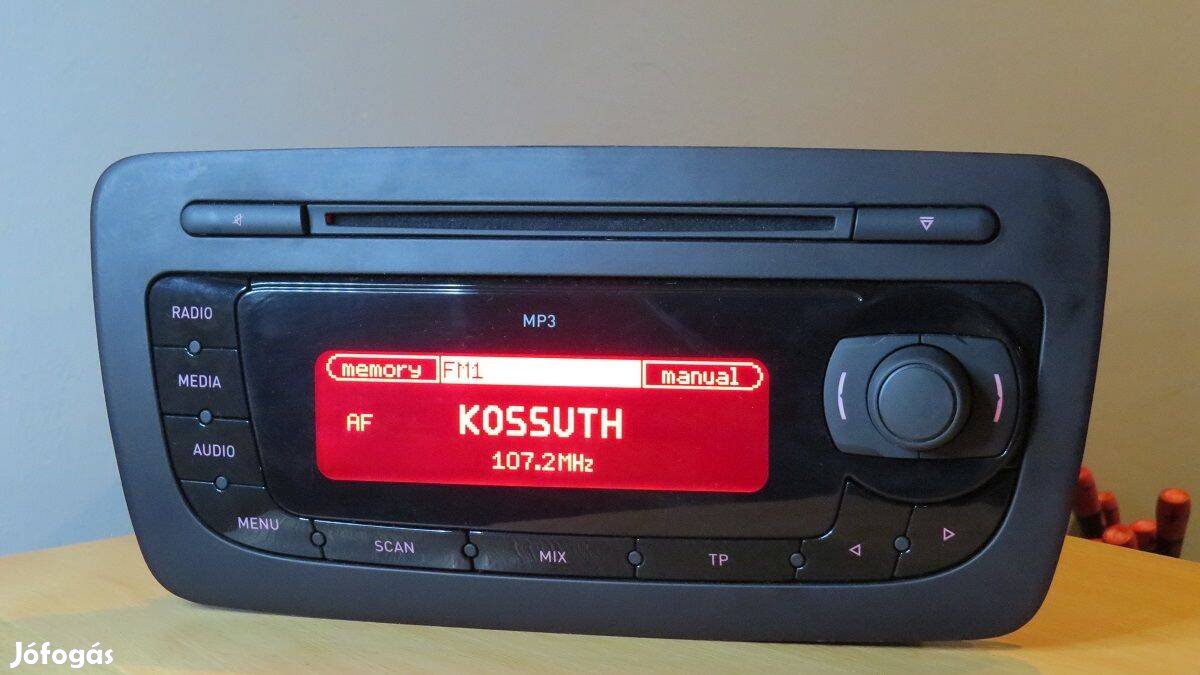 MP3
RADIO
MEDIA
AUDIO
MENU
memory FM1 manual
AF KOSSUTH
107.2MHz
SCAN MIX TP
Jófogás